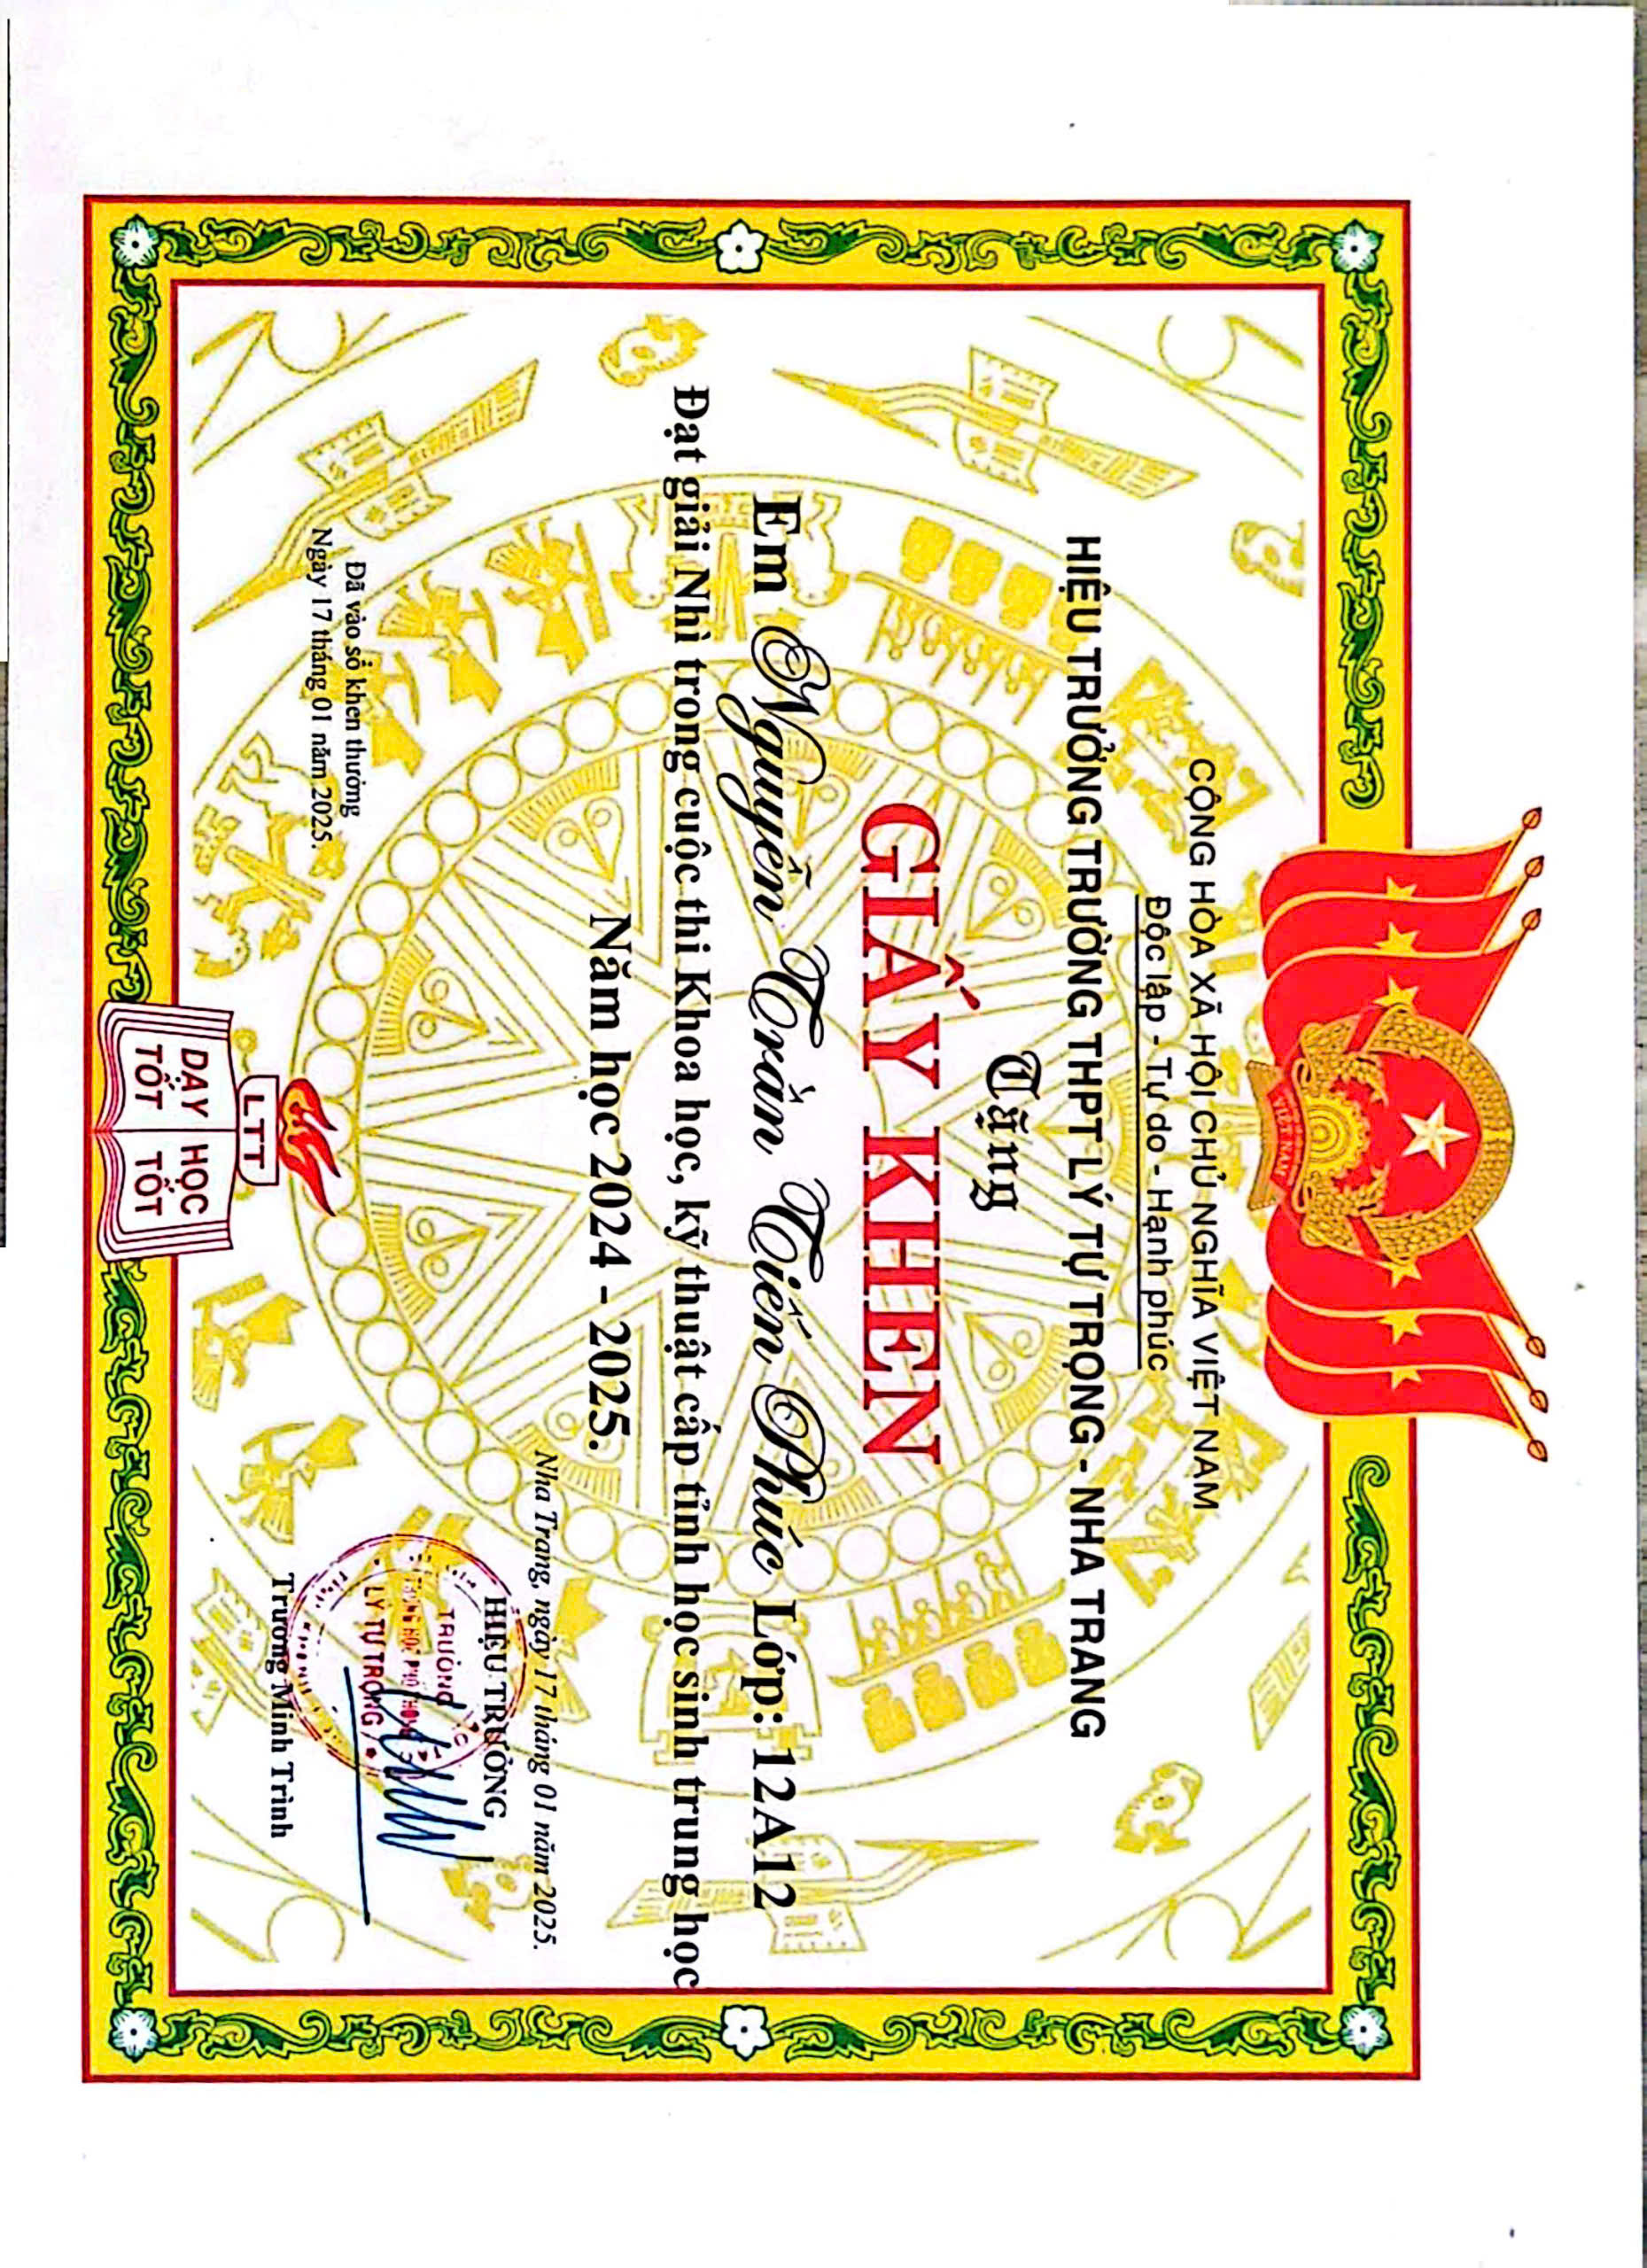 VIỆT NAM
CỘNG HÒA XÃ HỘI CHỦ NGHĨA VIỆT NAM
Độc lập - Tự do - Hạnh phúc
HIỆU TRƯỞNG TRƯỜNG THPT LÝ TỰ TRỌNG - NHA TRANG
Tặng
GIẤY KHEN
Em Nguyễn Trần Tiến Phúc Lớp: 12A12
Đạt giải Nhì trong cuộc thi Khoa học, kỹ thuật cấp tỉnh học sinh trung học
Năm học 2024 - 2025.
Nha Trang, ngày 17 tháng 01 năm 2025.
HIỆU TRƯỞNG
TRƯỜNG
TRUNG HỌC PHỔ THÔNG
LÝ TỰ TRỌNG
Trương Minh Trình
Đã vào sổ khen thưởng
Ngày 17 tháng 01 năm 2025.
LTT
DẠY HỌC
TỐT TỐT